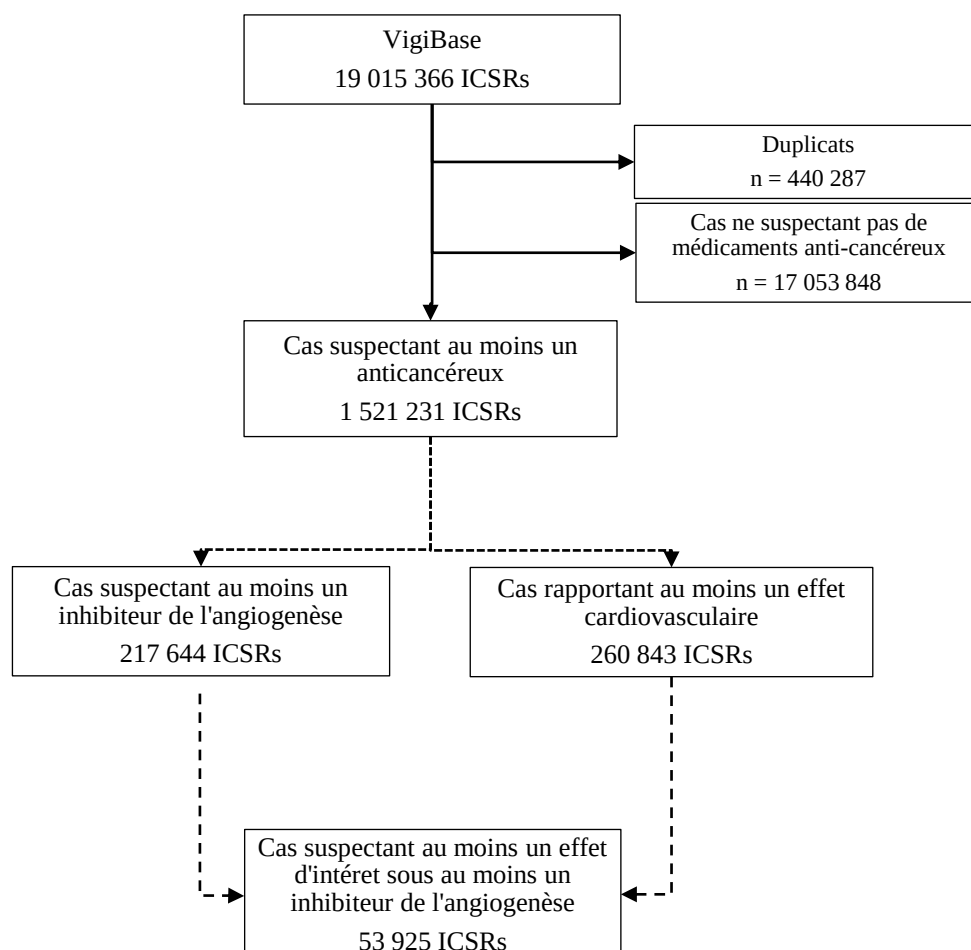 VigiBase
19 015 366 ICSRs
Duplicats
n = 440 287
Cas ne suspectant pas de
médicaments anti-cancéreux
n = 17 053 848
Cas suspectant au moins un
anticancéreux
1 521 231 ICSRs
Cas suspectant au moins un
inhibiteur de l'angiogenèse
217 644 ICSRs
Cas rapportant au moins un effet
cardiovasculaire
260 843 ICSRs
Cas suspectant au moins un effet
d'intéret sous au moins un
inhibiteur de l'angiogenèse
53 925 ICSRs